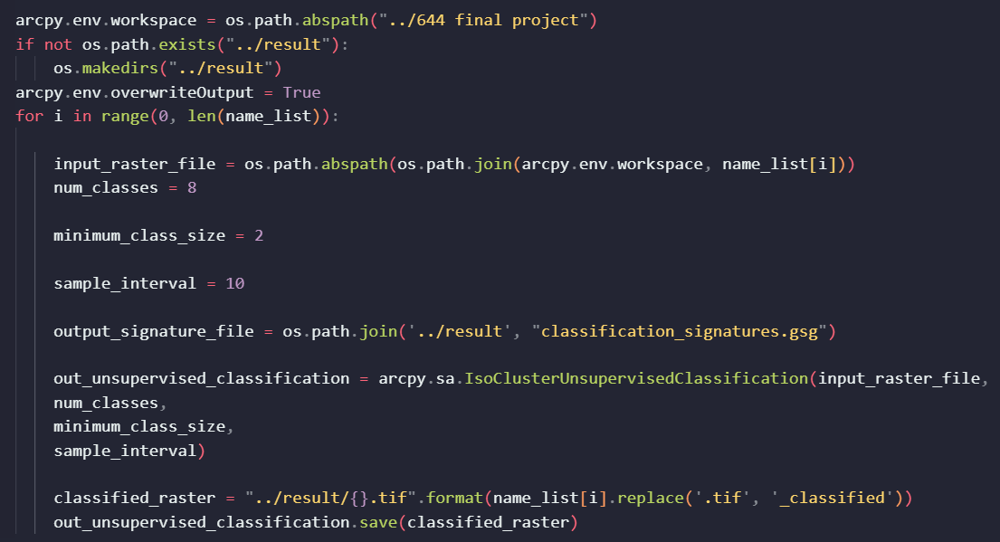 arcpy.env.workspace = os.path.abspath("../644 final project")
if not os.path.exists("../result"):
    os.makedirs("../result")
arcpy.env.overwriteOutput = True
for i in range(0, len(name_list)):
    input_raster_file = os.path.abspath(os.path.join(arcpy.env.workspace, name_list[i]))
    num_classes = 8
    minimum_class_size = 2
    sample_interval = 10
    output_signature_file = os.path.join('../result', "classification_signatures.gsg")
    out_unsupervised_classification = arcpy.sa.IsoClusterUnsupervisedClassification(input_raster_file,
    num_classes,
    minimum_class_size,
    sample_interval)
    classified_raster = "../result/{}.tif".format(name_list[i].replace('.tif', '_classified'))
    out_unsupervised_classification.save(classified_raster)